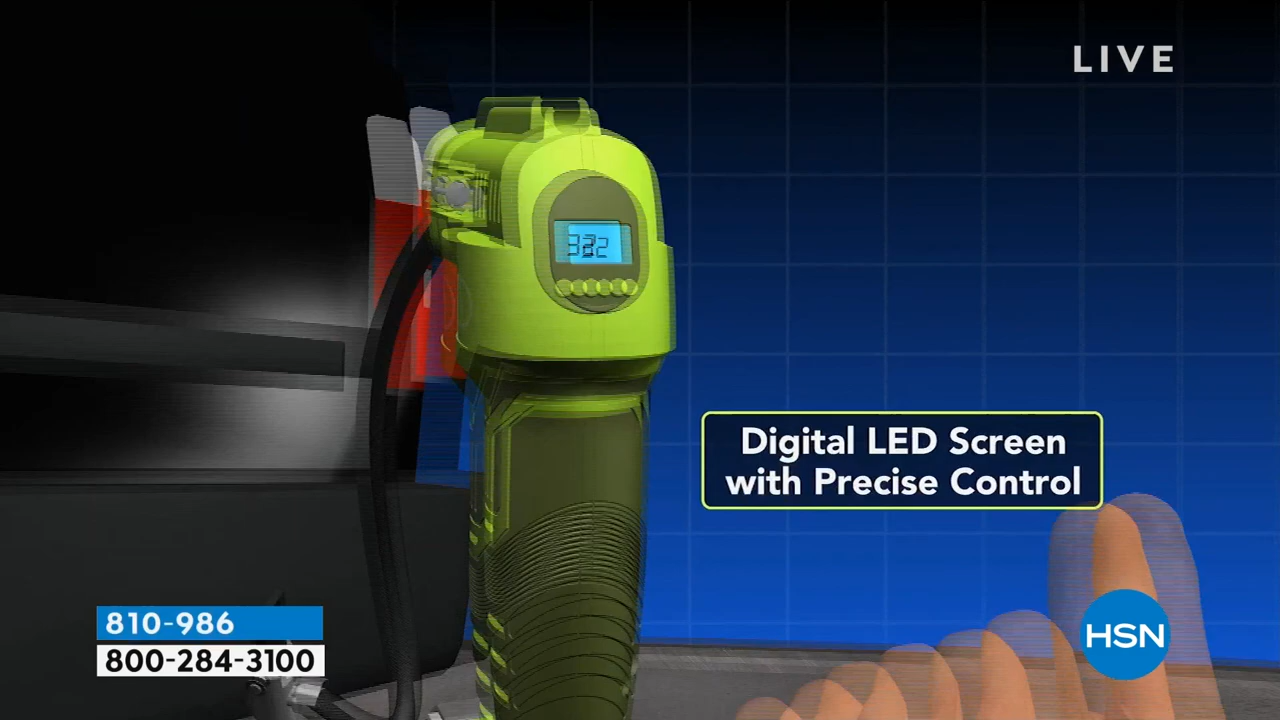 LIVE
Digital LED Screen
with Precise Control
810-986
800-284-3100
HSN